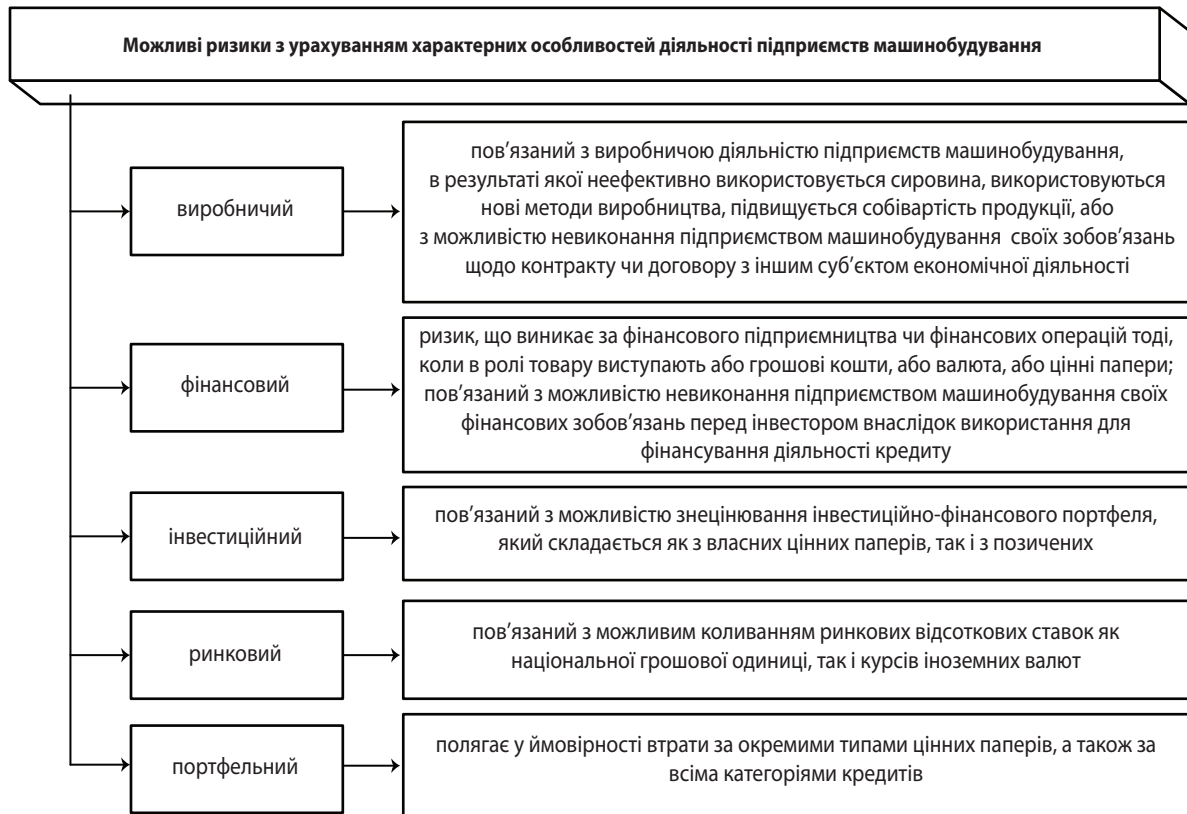 Можливі ризики з урахуванням характерних особливостей діяльності підприємств машинобудування
виробничий
пов’язаний з виробничою діяльністю підприємств машинобудування,
в результаті якої неефективно використовується сировина, використовуються
нові методи виробництва, підвищується собівартість продукції, або
з можливістю невиконання підприємством машинобудування своїх зобов’язань
щодо контракту чи договору з іншим суб’єктом економічної діяльності
фінансовий
ризик, що виникає за фінансового підприємництва чи фінансових операцій тоді,
коли в ролі товару виступають або грошові кошти, або валюта, або цінні папери;
пов’язаний з можливістю невиконання підприємством машинобудування своїх
фінансових зобов’язань перед інвестором внаслідок використання для
фінансування діяльності кредиту
інвестиційний
пов’язаний з можливістю знецінювання інвестиційно-фінансового портфеля,
який складається як з власних цінних паперів, так і з позичених
ринковий
пов’язаний з можливим коливанням ринкових відсоткових ставок як
національної грошової одиниці, так і курсів іноземних валют
портфельний
полягає у ймовірності втрати за окремими типами цінних паперів, а також за
всіма категоріями кредитів